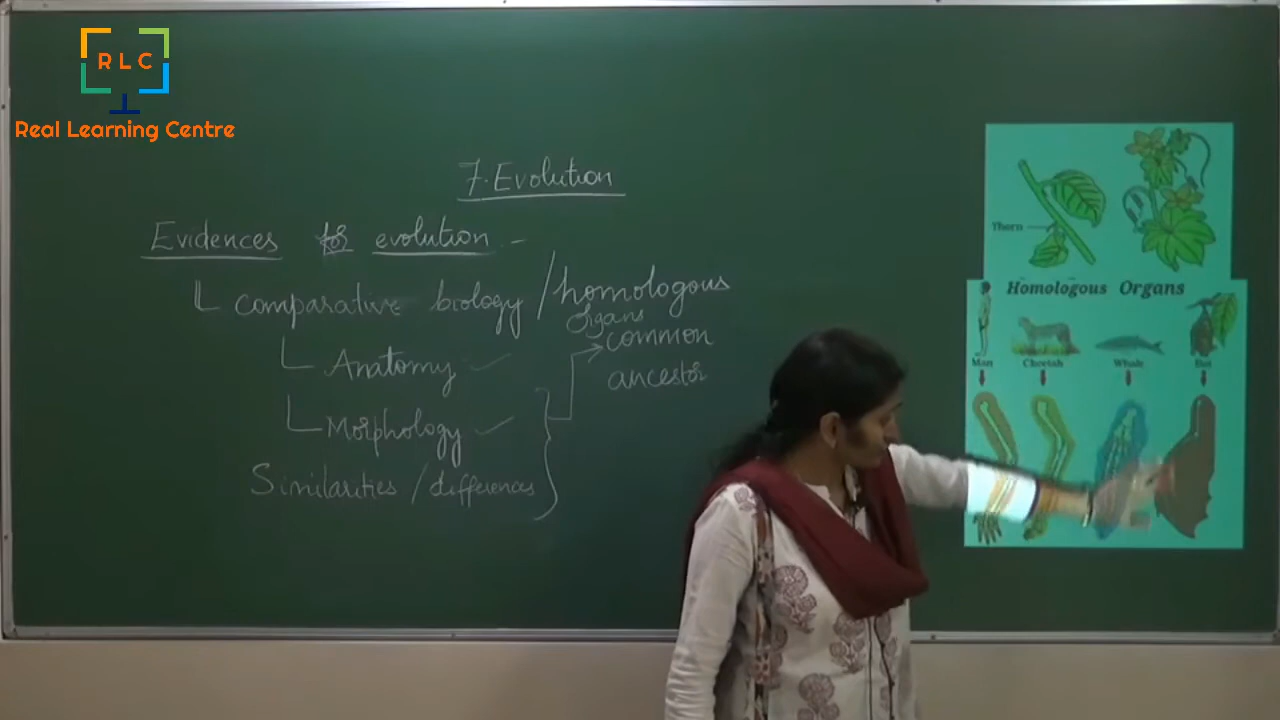 R L C
Real Learning Centre
7. Evolution
Evidences for evolution -
comparative biology / homologous
organs
Anatomy
common
ancestor
Morphology
Similarities / differences
Thorn
Homologous Organs
Man Cheetah Whale Bat